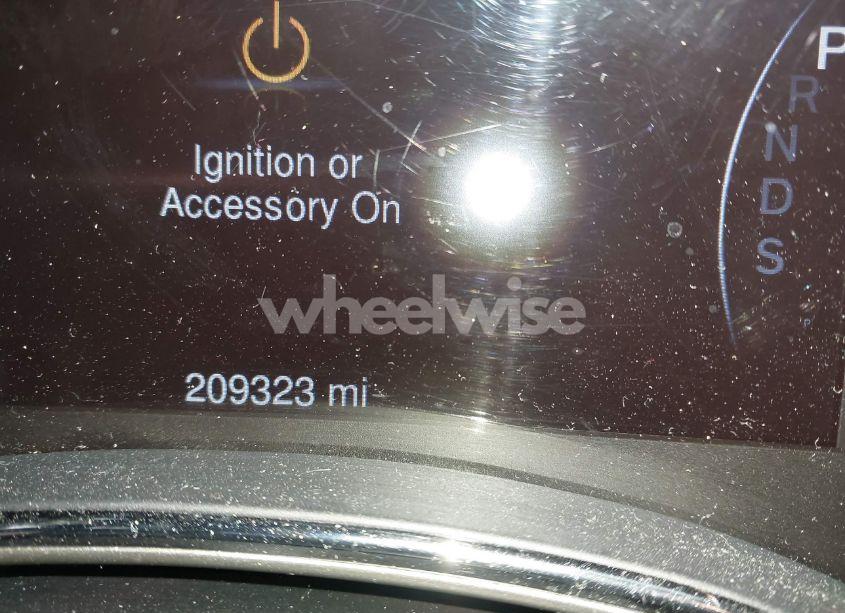 Ignition or
Accessory On
P
R
N
D
S
wheelwise
209323 mi